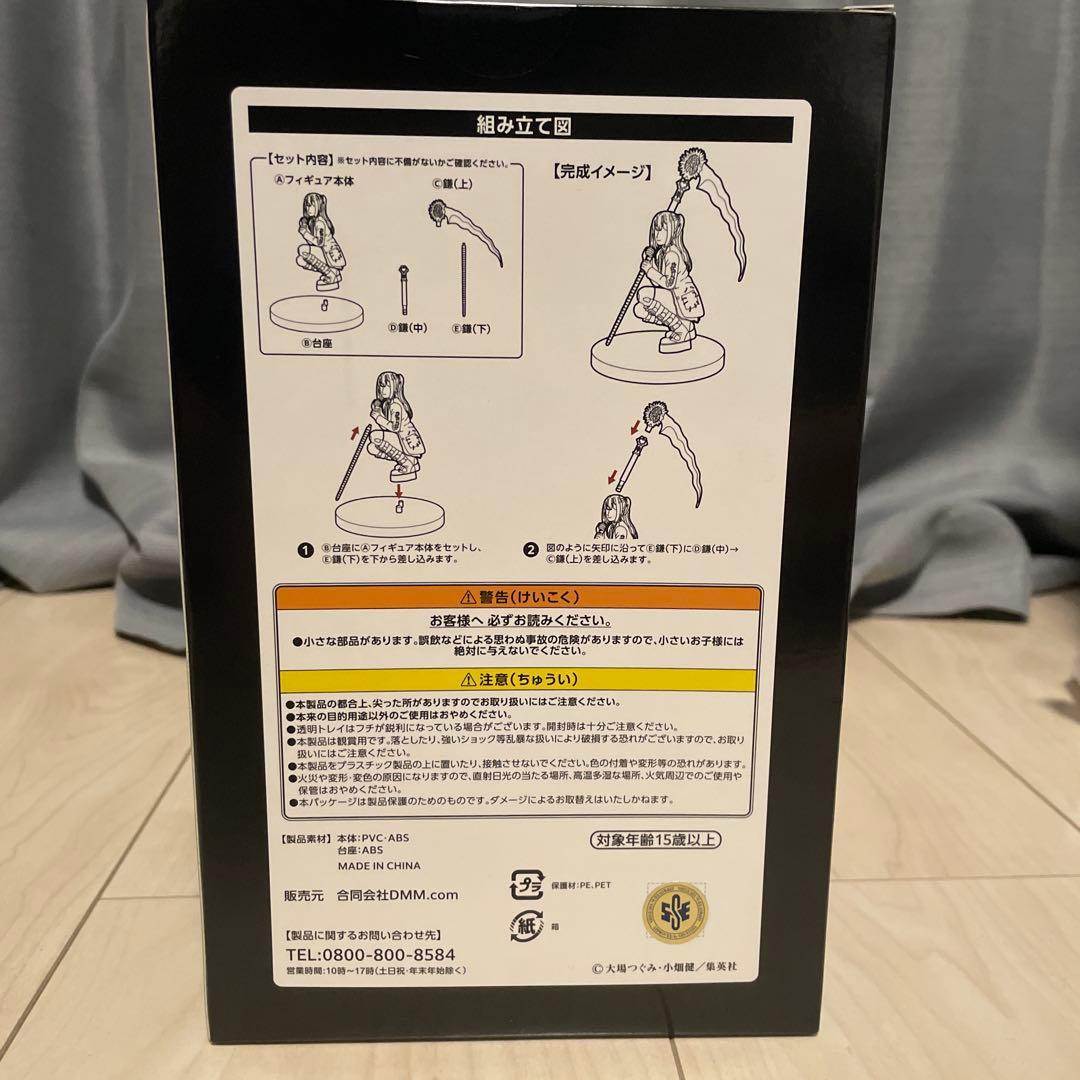 組み立て図
【セット内容】※セット内容に不備がないかご確認ください。
Ⓐフィギュア本体
Ⓒ鎌(上)
Ⓓ鎌(中)
Ⓔ鎌(下)
Ⓑ台座
【完成イメージ】
❶ Ⓑ台座にⒶフィギュア本体をセットし、
Ⓔ鎌(下)を下から差し込みます。
❷ 図のように矢印に沿ってⒺ鎌(下)にⒹ鎌(中)→
Ⓒ鎌(上)を差し込みます。
⚠警告(けいこく)
お客様へ 必ずお読みください。
●小さな部品があります。誤飲などによる思わぬ事故の危険がありますので、小さいお子様には
絶対に与えないでください。
⚠注意(ちゅうい)
●本製品の都合上、尖った所がありますのでお取り扱いにはご注意ください。
●本来の目的用途以外のご使用はおやめください。
●透明トレイはフチが鋭利になっている場合がございます。開封時は十分ご注意ください。
●本製品は観賞用です。落としたり、強いショック等乱暴な扱いにより破損する恐れがございますので、お取り
扱いにはご注意ください。
●本製品をプラスチック製品の上に置いたり、接触させないでください。色の付着や変形等の恐れがあります。
●火災や変形・変色の原因になりますので、直射日光の当たる場所、高温多湿な場所、火気周辺でのご使用や
保管はおやめください。
●本パッケージは製品保護のためのものです。ダメージによるお取替えはいたしかねます。
【製品素材】本体:PVC・ABS
台座:ABS
MADE IN CHINA
対象年齢15歳以上
販売元 合同会社DMM.com
プラ
保護材:PE、PET
紙
箱
SSE
【製品に関するお問い合わせ先】
TEL:0800-800-8584
営業時間:10時〜17時(土日祝・年末年始除く)
©大場つぐみ・小畑健/集英社